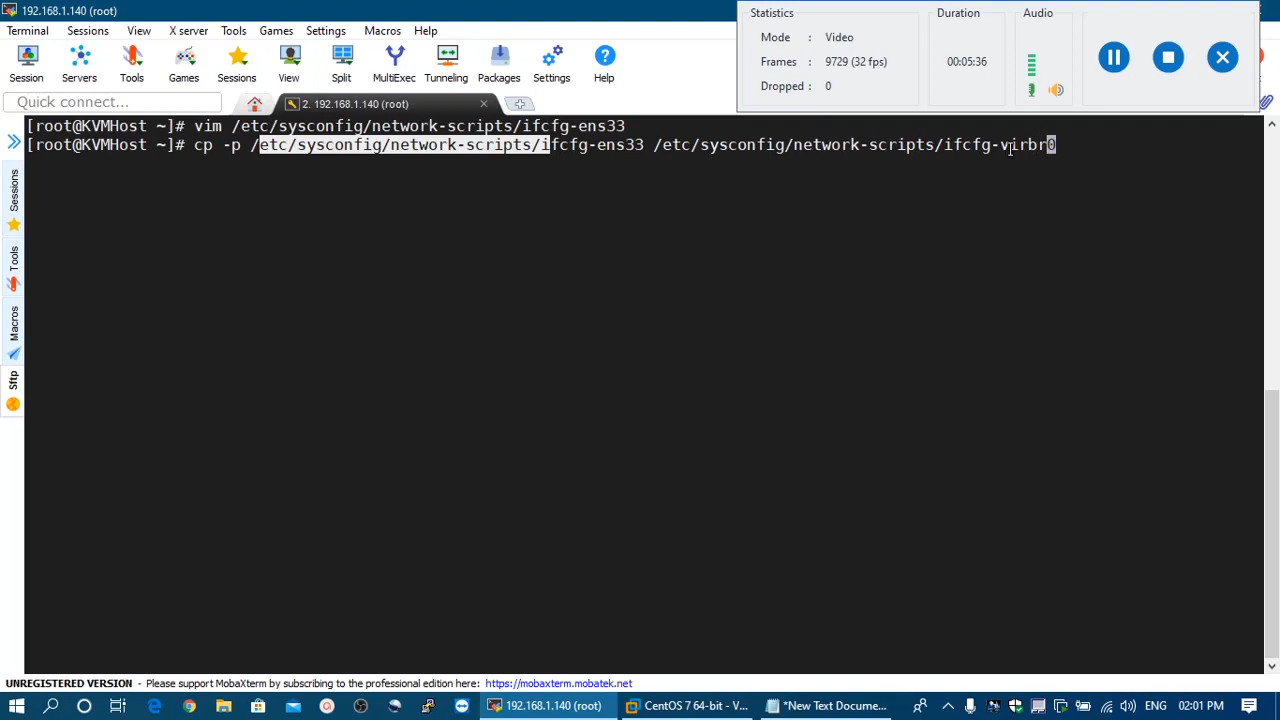 192.168.1.140 (root)
Terminal Sessions View X server Tools Games Settings Macros Help
Session Servers Tools Games Sessions View Split MultiExec Tunneling Packages Settings Help
Quick connect...
2. 192.168.1.140 (root)
Statistics
Mode : Video
Frames : 9729 (32 fps)
Dropped : 0
Duration
00:05:36
Audio
Sessions
Tools
Macros
Sftp
[root@KVMHost ~]# vim /etc/sysconfig/network-scripts/ifcfg-ens33
[root@KVMHost ~]# cp -p /etc/sysconfig/network-scripts/ifcfg-ens33 /etc/sysconfig/network-scripts/ifcfg-virbr0
UNREGISTERED VERSION - Please support MobaXterm by subscribing to the professional edition here: https://mobaxterm.mobatek.net
192.168.1.140 (root) CentOS 7 64-bit - V... *New Text Docume... ENG 02:01 PM